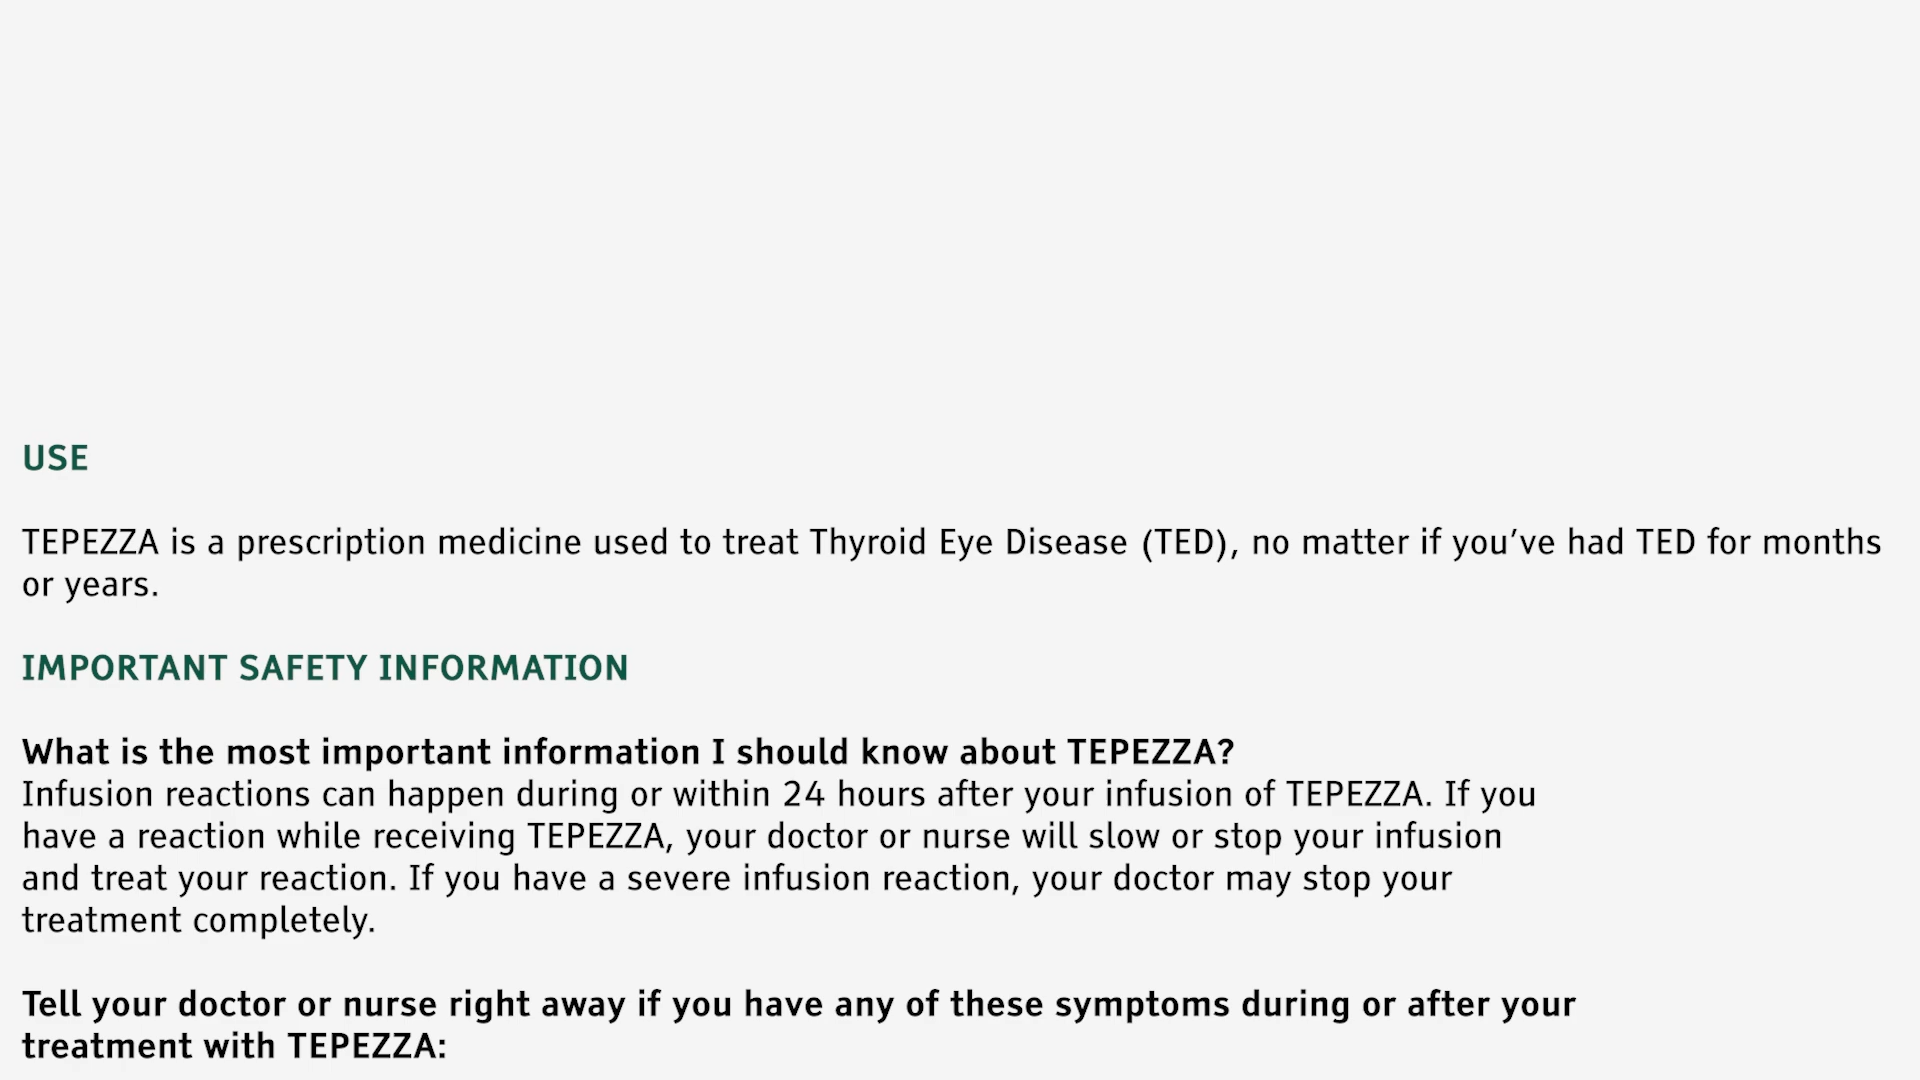 USE
TEPEZZA is a prescription medicine used to treat Thyroid Eye Disease (TED), no matter if you’ve had TED for months
or years.
IMPORTANT SAFETY INFORMATION
What is the most important information I should know about TEPEZZA?
Infusion reactions can happen during or within 24 hours after your infusion of TEPEZZA. If you
have a reaction while receiving TEPEZZA, your doctor or nurse will slow or stop your infusion
and treat your reaction. If you have a severe infusion reaction, your doctor may stop your
treatment completely.
Tell your doctor or nurse right away if you have any of these symptoms during or after your
treatment with TEPEZZA: